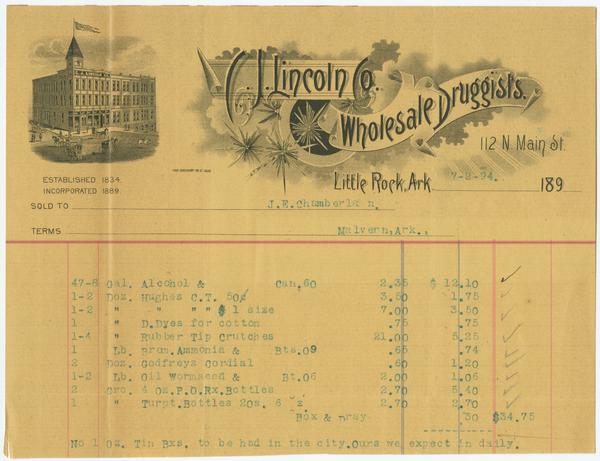 C.J. Lincoln Co.
Wholesale Druggists.
112 N. Main St.
ESTABLISHED 1834.
INCORPORATED 1889.
Little Rock, Ark. 7-2-94. 189
SOLD TO J.E.Chamberlain.
TERMS Malvern,Ark.,
47-8 Gal. Alcohol & Can.60 2.35 $ 12.10
1-2 Doz. Hughes C.T. 50¢ 3.50 1.75
1-2 " " " " $ 1 size 7.00 3.50
1 " D.Dyes for cotton .75 .75
1-4 " Rubber Tip Crutches 21.00 5.25
1 Lb. Brom.Ammonia & Bts.09 .65 .74
2 Doz. Godfreys Cordial .60 1.20
1-2 Lb. Oil Wormseed & Bt.06 2.00 1.06
2 Gro. 4 Oz.P.O.Rx.Bottles 2.70 5.40
1 " Turpt.Bottles 2Oz. 6 2.70 2.70
Box & Dray 30 $34.75
No 1 Oz. Tin Bxs. to be had in the city.Ours we expect in daily.